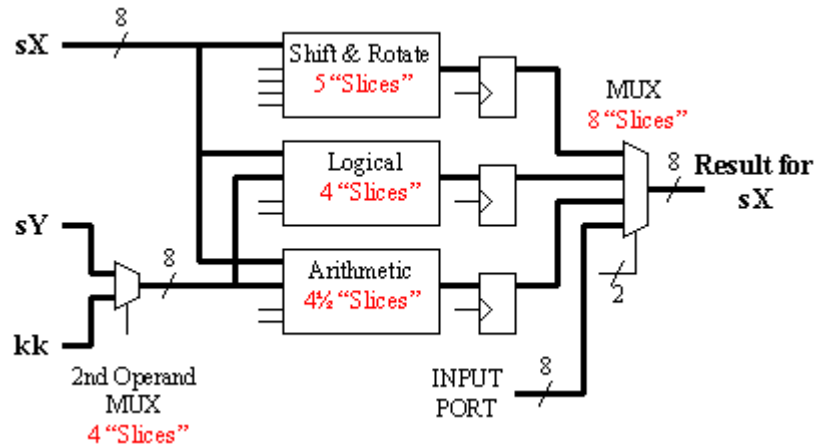 sX
8
Shift & Rotate
5 “Slices”
MUX
8 “Slices”
Logical
4 “Slices”
8
Result for
sX
sY
8
Arithmetic
4½ “Slices”
2
kk
2nd Operand
MUX
4 “Slices”
INPUT
PORT
8